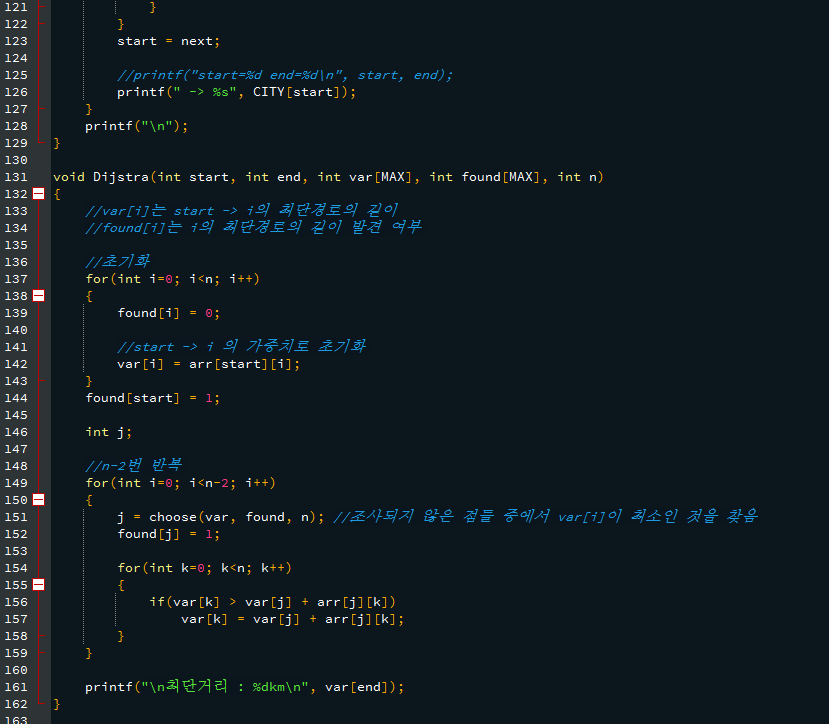 121 }
122 }
123 start = next;
124
125 //printf("start=%d end=%d\n", start, end);
126 printf(" -> %s", CITY[start]);
127 }
128 printf("\n");
129 }
130
131 void Dijstra(int start, int end, int var[MAX], int found[MAX], int n)
132 {
133 //var[i]는 start -> i의 최단경로의 길이
134 //found[i]는 i의 최단경로의 길이 발견 여부
135
136 //초기화
137 for(int i=0; i<n; i++)
138 {
139 found[i] = 0;
140
141 //start -> i 의 가중치로 초기화
142 var[i] = arr[start][i];
143 }
144 found[start] = 1;
145
146 int j;
147
148 //n-2번 반복
149 for(int i=0; i<n-2; i++)
150 {
151 j = choose(var, found, n); //조사되지 않은 점들 중에서 var[i]이 최소인 것을 찾음
152 found[j] = 1;
153
154 for(int k=0; k<n; k++)
155 {
156 if(var[k] > var[j] + arr[j][k])
157 var[k] = var[j] + arr[j][k];
158 }
159 }
160
161 printf("\n최단거리 : %dkm\n", var[end]);
162 }
163